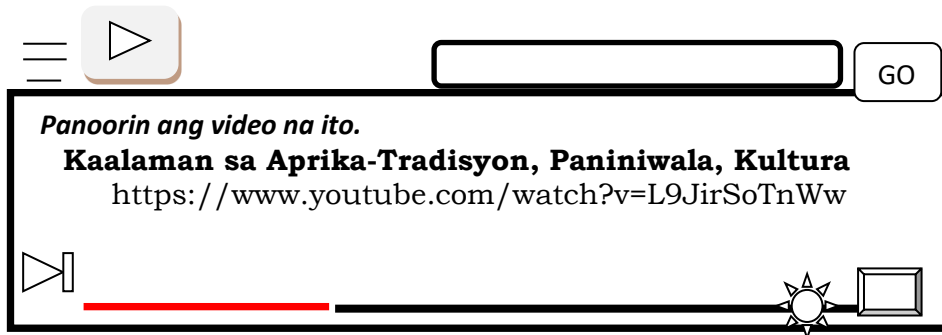 GO
Panoorin ang video na ito.
Kaalaman sa Aprika-Tradisyon, Paniniwala, Kultura
https://www.youtube.com/watch?v=L9JirSoTnWw